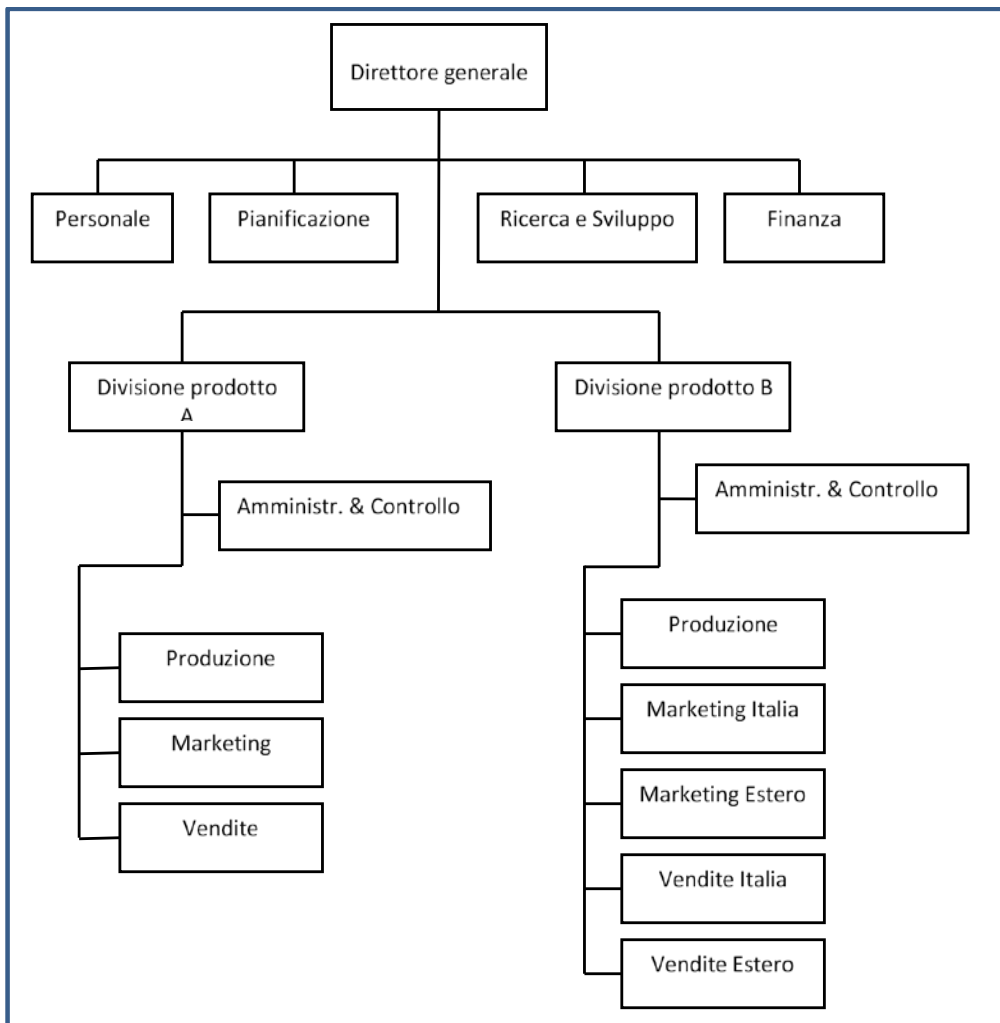 Direttore generale
Personale
Pianificazione
Ricerca e Sviluppo
Finanza
Divisione prodotto
A
Divisione prodotto B
Amministr. & Controllo
Amministr. & Controllo
Produzione
Marketing
Vendite
Produzione
Marketing Italia
Marketing Estero
Vendite Italia
Vendite Estero